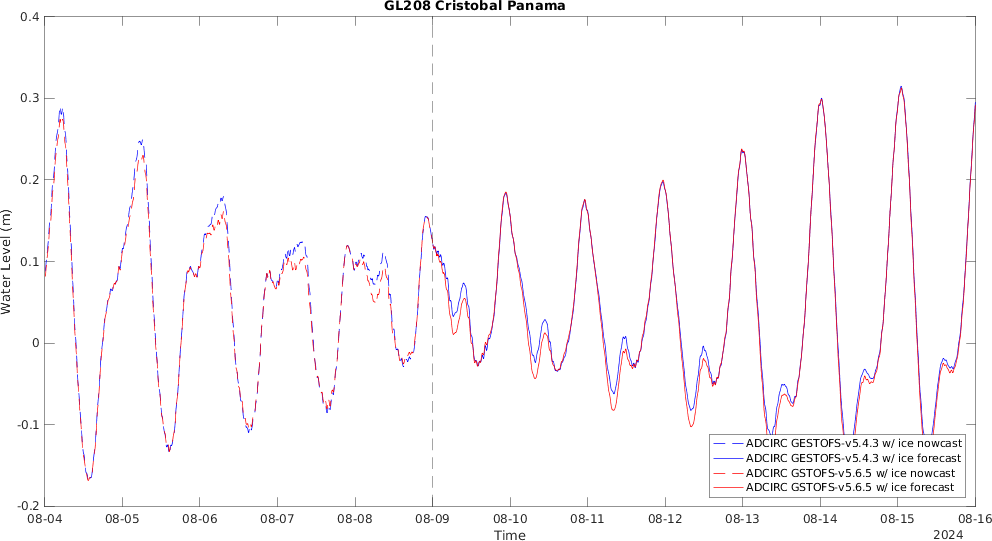 GL208 Cristobal Panama
Water Level (m)
0.4
0.3
0.2
0.1
0
-0.1
-0.2
ADCIRC GESTOFS-v5.4.3 w/ ice nowcast
ADCIRC GESTOFS-v5.4.3 w/ ice forecast
ADCIRC GSTOFS-v5.6.5 w/ ice nowcast
ADCIRC GSTOFS-v5.6.5 w/ ice forecast
08-04 08-05 08-06 08-07 08-08 08-09 08-10 08-11 08-12 08-13 08-14 08-15 08-16
Time
2024